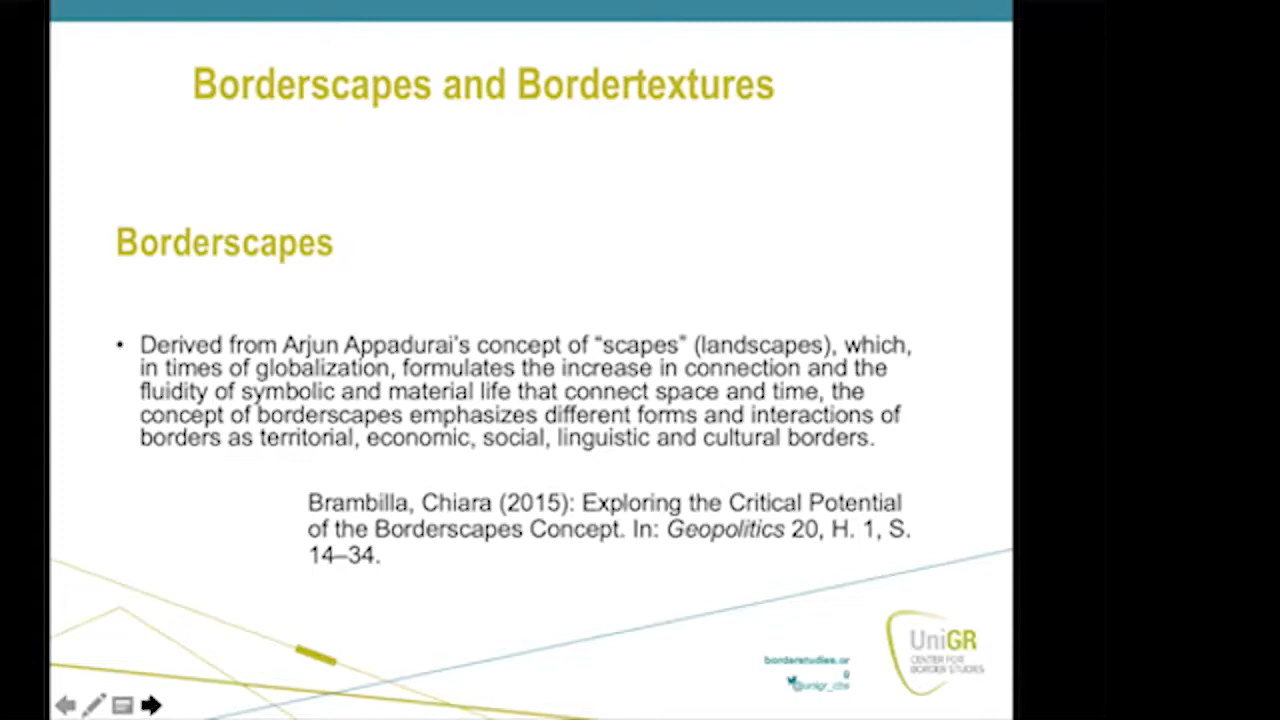 Borderscapes and Bordertextures
Borderscapes
• Derived from Arjun Appadurai's concept of “scapes” (landscapes), which,
in times of globalization, formulates the increase in connection and the
fluidity of symbolic and material life that connect space and time, the
concept of borderscapes emphasizes different forms and interactions of
borders as territorial, economic, social, linguistic and cultural borders.
Brambilla, Chiara (2015): Exploring the Critical Potential
of the Borderscapes Concept. In: Geopolitics 20, H. 1, S.
14–34.
borderstudies.or
g
@unigr_cbs
UniGR
CENTER FOR
BORDER STUDIES